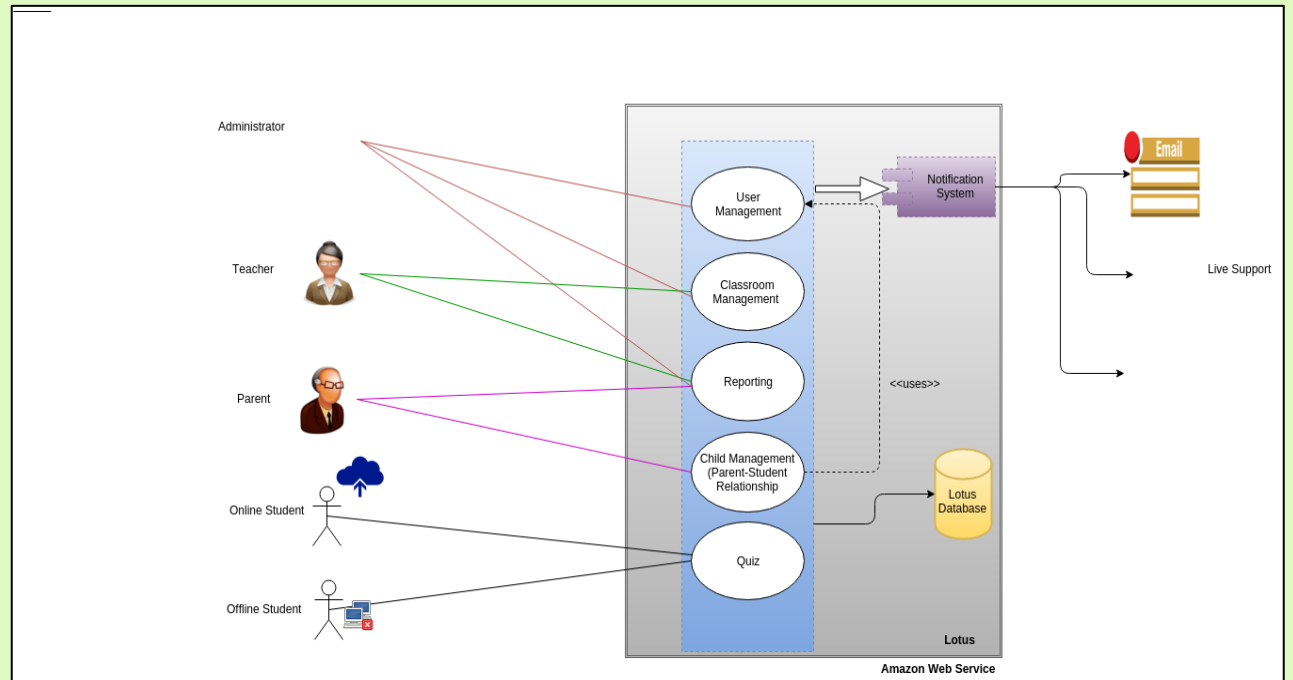 Administrator
Teacher
Parent
Online Student
Offline Student
User
Management
Classroom
Management
Reporting
Child Management
(Parent-Student
Relationship
Quiz
Notification
System
<<uses>>
Lotus
Database
Lotus
Amazon Web Service
Email
Live Support